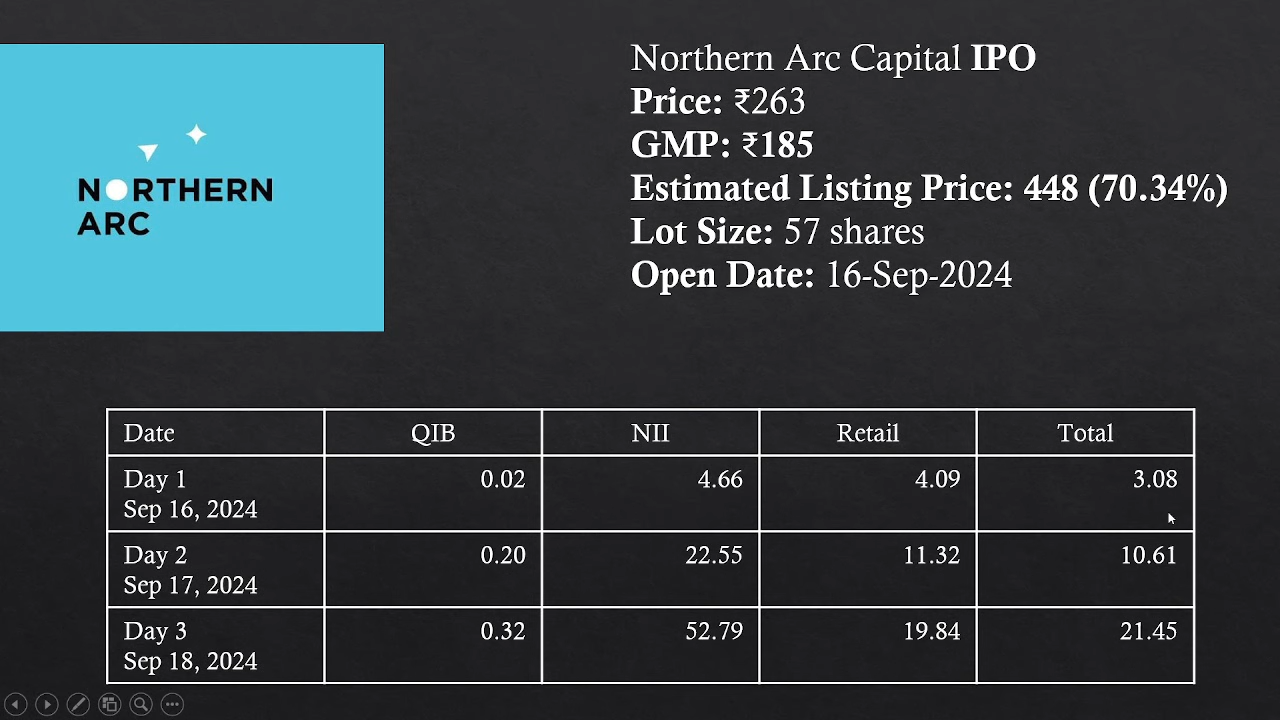 NORTHERN
ARC
Northern Arc Capital IPO
Price: ₹263
GMP: ₹185
Estimated Listing Price: 448 (70.34%)
Lot Size: 57 shares
Open Date: 16-Sep-2024
Date QIB NII Retail Total
Day 1 0.02 4.66 4.09 3.08
Sep 16, 2024
Day 2 0.20 22.55 11.32 10.61
Sep 17, 2024
Day 3 0.32 52.79 19.84 21.45
Sep 18, 2024